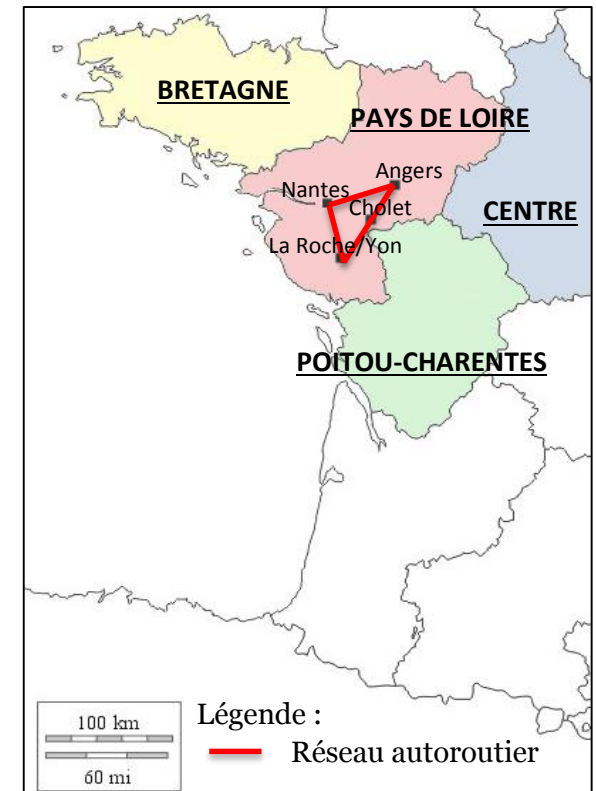 BRETAGNE
PAYS DE LOIRE
Angers
Nantes
Cholet
CENTRE
La Roche/Yon
POITOU-CHARENTES
100 km
60 mi
Légende :
Réseau autoroutier